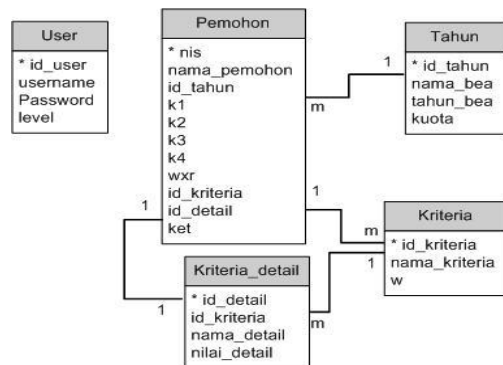 User
* id_user
username
Password
level
Pemohon
* nis
nama_pemohon
id_tahun
k1
k2
k3
k4
wxr
id_kriteria
id_detail
ket
Tahun
* id_tahun
nama_bea
tahun_bea
kuota
Kriteria
* id_kriteria
nama_kriteria
w
Kriteria_detail
* id_detail
id_kriteria
nama_detail
nilai_detail
1
m
1
m
1
m
1
1